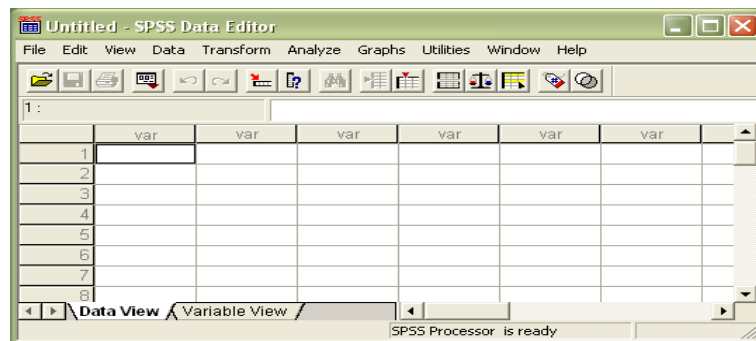 Untitled - SPSS Data Editor
File Edit View Data Transform Analyze Graphs Utilities Window Help
1 :
var var var var var var
1
2
3
4
5
6
7
8
Data View Variable View
SPSS Processor is ready